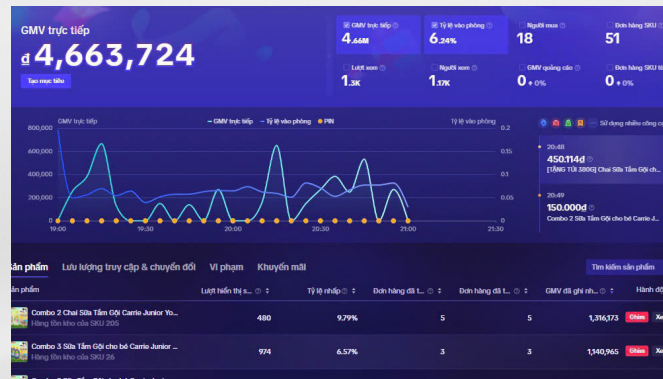 GMV trực tiếp
₫4,663,724
Tạo mục tiêu
GMV trực tiếp
4.66M
Tỷ lệ vào phòng
6.24%
Người mua
18
Đơn hàng SKU
51
Lượt xem
1.3K
Người xem
1.17K
GMV quảng cáo
0 + 0%
Đơn hàng SKU từ
0 + 0%
GMV trực tiếp
GMV trực tiếp
Tỷ lệ vào phòng
PIN
Tỷ lệ vào phòng
800,000
600,000
400,000
200,000
0
0.2
0.15
0.1
0.05
0
19:00
19:30
20:00
20:30
21:00
21:30
Sử dụng nhiều công cụ
20:48
450.114₫
[TẶNG TÚI 380G] Chai Sữa Tắm Gội ch...
20:49
150.000₫
Combo 2 Sữa Tắm Gội cho bé Carrie J...
Sản phẩm
Lưu lượng truy cập & chuyển đổi
Vi phạm
Khuyến mãi
Tìm kiếm sản phẩm
Sản phẩm
Lượt hiển thị s...
Tỷ lệ nhấp
Đơn hàng đã t...
Đơn hàng đã t...
GMV đã ghi nh...
Hành độ
Combo 2 Chai Sữa Tắm Gội Carrie Junior Yo...
Hàng tồn kho của SKU 205
480
9.79%
5
5
1,316,173
Ghim
Xe
Combo 3 Sữa Tắm Gội cho bé Carrie Junior ...
Hàng tồn kho của SKU 26
974
6.57%
3
3
1,140,965
Ghim
Xe